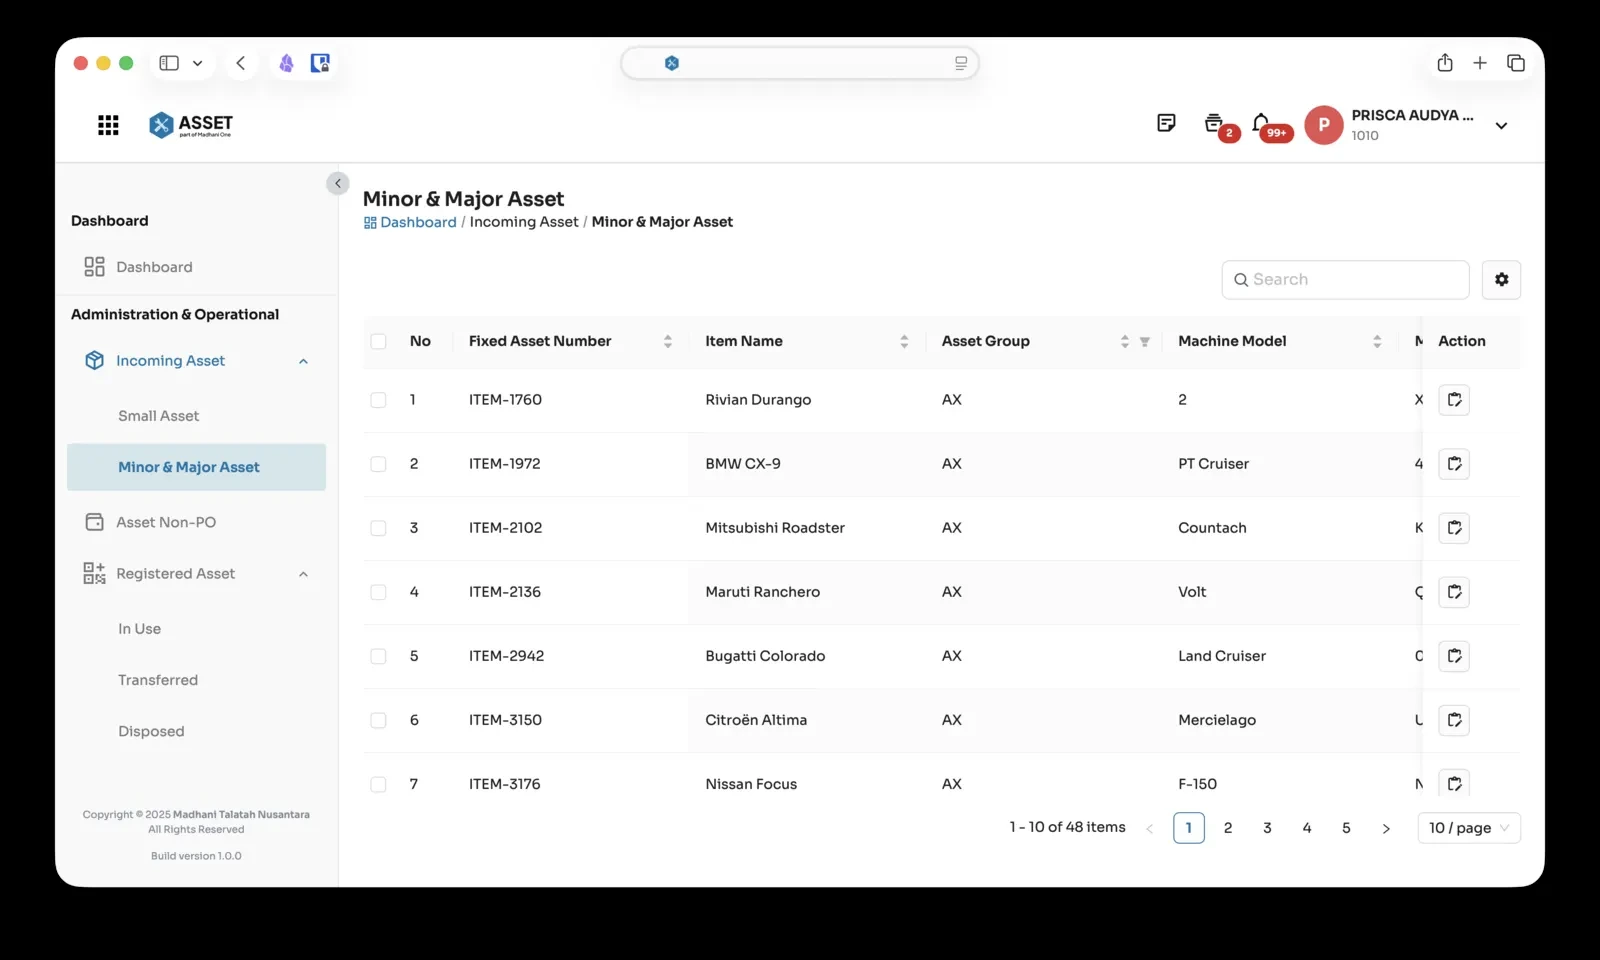 ASSET
part of Madhani One
2
99+
P
PRISCA AUDYA ...
1010
Dashboard
Dashboard
Administration & Operational
Incoming Asset
Small Asset
Minor & Major Asset
Asset Non-PO
Registered Asset
In Use
Transferred
Disposed
Copyright © 2025 Madhani Talatah Nusantara
All Rights Reserved
Build version 1.0.0
Minor & Major Asset
Dashboard / Incoming Asset / Minor & Major Asset
Search
No Fixed Asset Number Item Name Asset Group Machine Model M Action
1 ITEM-1760 Rivian Durango AX 2 X
2 ITEM-1972 BMW CX-9 AX PT Cruiser 4
3 ITEM-2102 Mitsubishi Roadster AX Countach K
4 ITEM-2136 Maruti Ranchero AX Volt
5 ITEM-2942 Bugatti Colorado AX Land Cruiser
6 ITEM-3150 Citroën Altima AX Mercielago
7 ITEM-3176 Nissan Focus AX F-150 N
1 - 10 of 48 items < 1 2 3 4 5 > 10 / page